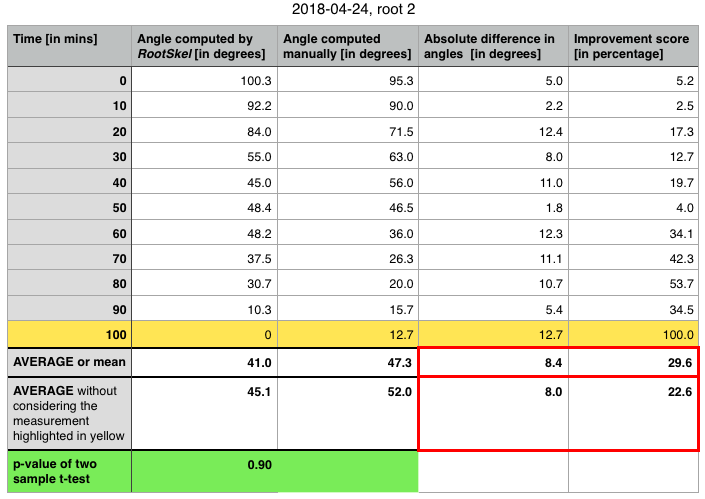 2018-04-24, root 2
Time [in mins] Angle computed by RootSkel [in degrees] Angle computed manually [in degrees] Absolute difference in angles [in degrees] Improvement score [in percentage]
0 100.3 95.3 5.0 5.2
10 92.2 90.0 2.2 2.5
20 84.0 71.5 12.4 17.3
30 55.0 63.0 8.0 12.7
40 45.0 56.0 11.0 19.7
50 48.4 46.5 1.8 4.0
60 48.2 36.0 12.3 34.1
70 37.5 26.3 11.1 42.3
80 30.7 20.0 10.7 53.7
90 10.3 15.7 5.4 34.5
100 0 12.7 12.7 100.0
AVERAGE or mean 41.0 47.3 8.4 29.6
AVERAGE without considering the measurement highlighted in yellow 45.1 52.0 8.0 22.6
p-value of two sample t-test 0.90